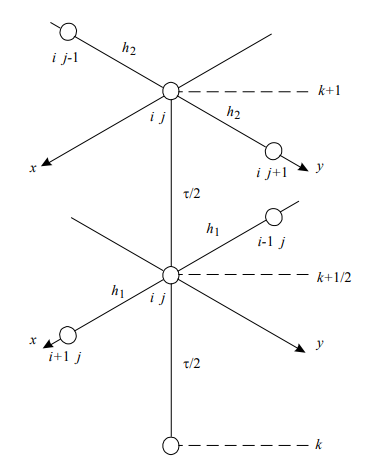 h2
i j-1
k+1
h2
i j
x
i j+1
y
τ/2
h1
i-1 j
k+1/2
h1
i j
x
y
i+1 j
τ/2
k